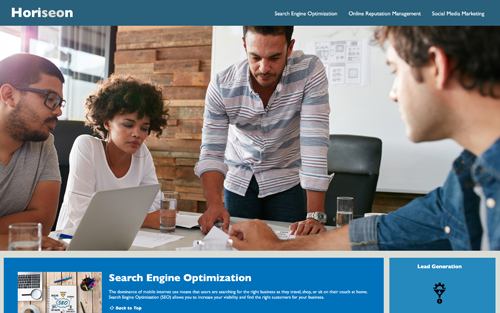 Horiseon
Search Engine Optimization
Online Reputation Management
Social Media Marketing
Search Engine Optimization
The dominance of mobile internet use means that users are searching for the right business as they travel, shop, or sit on their couch at home.
Search Engine Optimization (SEO) allows you to increase your visibility and find the right customers for your business.
Back to Top
Lead Generation